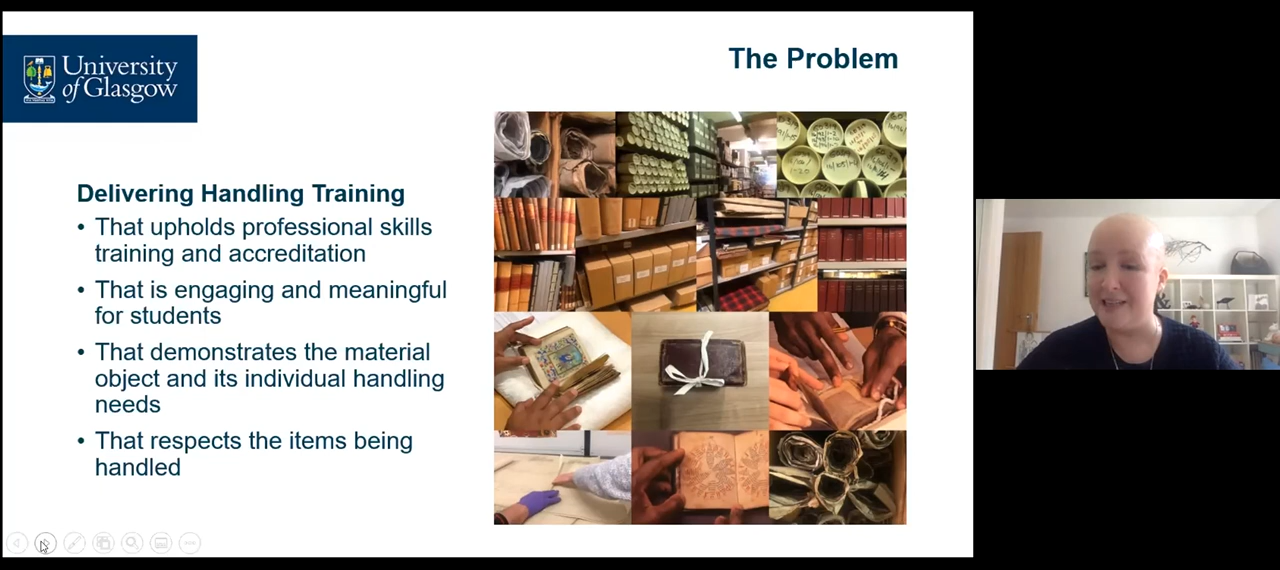 University
of Glasgow
The Problem
Delivering Handling Training
• That upholds professional skills
training and accreditation
• That is engaging and meaningful
for students
• That demonstrates the material
object and its individual handling
needs
• That respects the items being
handled